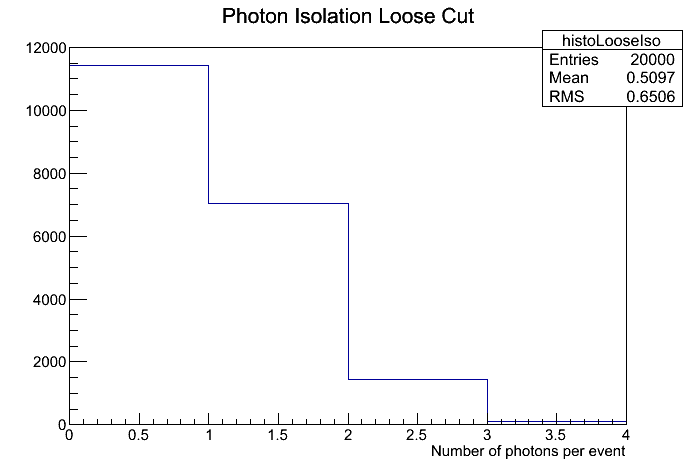 Photon Isolation Loose Cut
histoLooseIso
Entries 20000
Mean 0.5097
RMS 0.6506
12000
10000
8000
6000
4000
2000
0
0 0.5 1 1.5 2 2.5 3 3.5 4
Number of photons per event